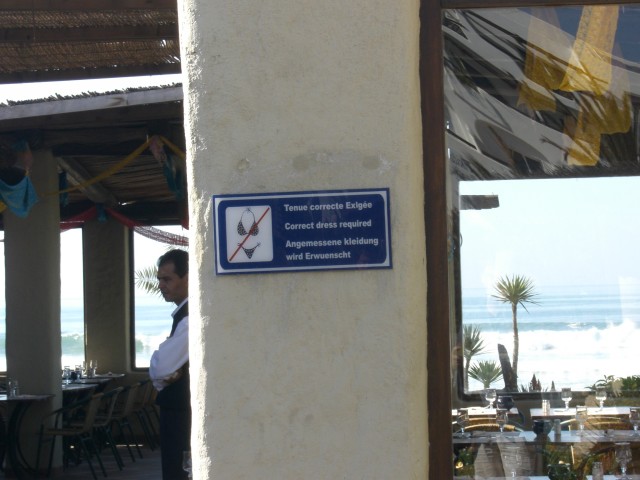 Tenue correcte Exigée
Correct dress required
Angemessene kleidung
wird Erwuenscht